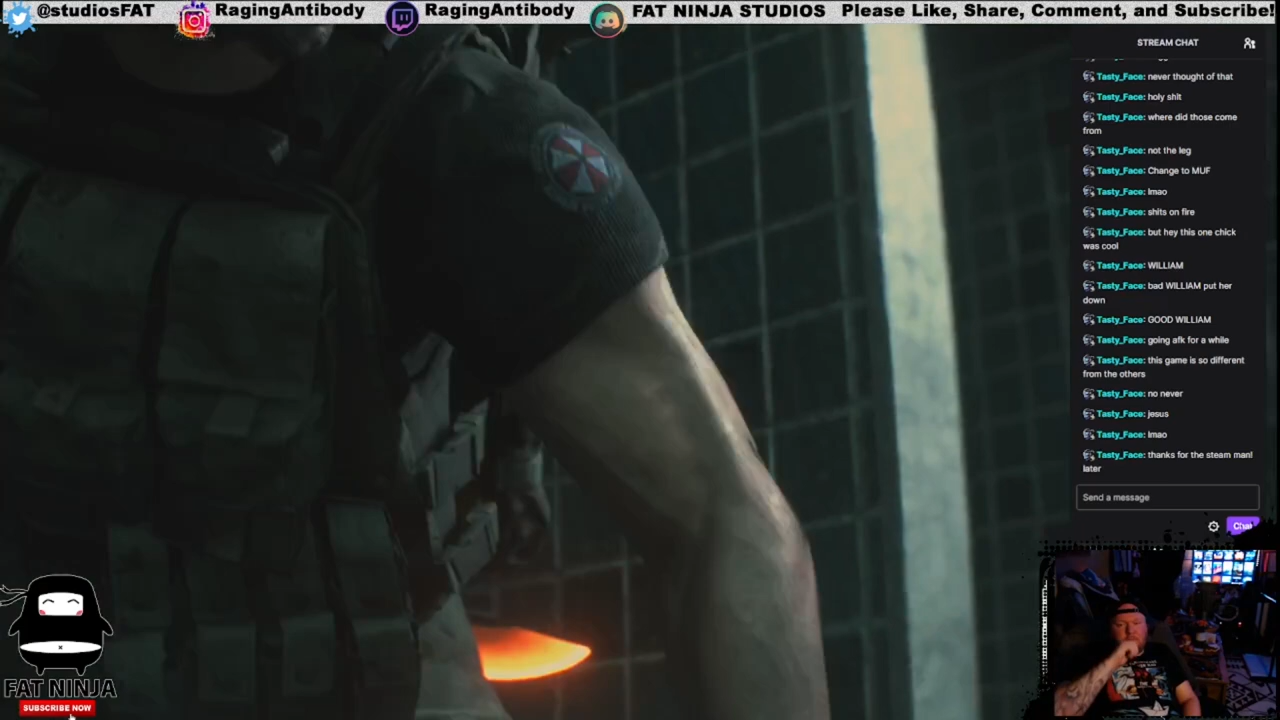 @studiosFAT RagingAntibody RagingAntibody FAT NINJA STUDIOS Please Like, Share, Comment, and Subscribe!
STREAM CHAT
Tasty_Face: never thought of that
Tasty_Face: holy shit
Tasty_Face: where did those come
from
Tasty_Face: not the leg
Tasty_Face: Change to MUF
Tasty_Face: lmao
Tasty_Face: shits on fire
Tasty_Face: but hey this one chick
was cool
Tasty_Face: WILLIAM
Tasty_Face: bad WILLIAM put her
down
Tasty_Face: GOOD WILLIAM
Tasty_Face: going afk for a while
Tasty_Face: this game is so different
from the others
Tasty_Face: no never
Tasty_Face: jesus
Tasty_Face: lmao
Tasty_Face: thanks for the steam man!
later
Send a message
Chat
FAT NINJA
SUBSCRIBE NOW